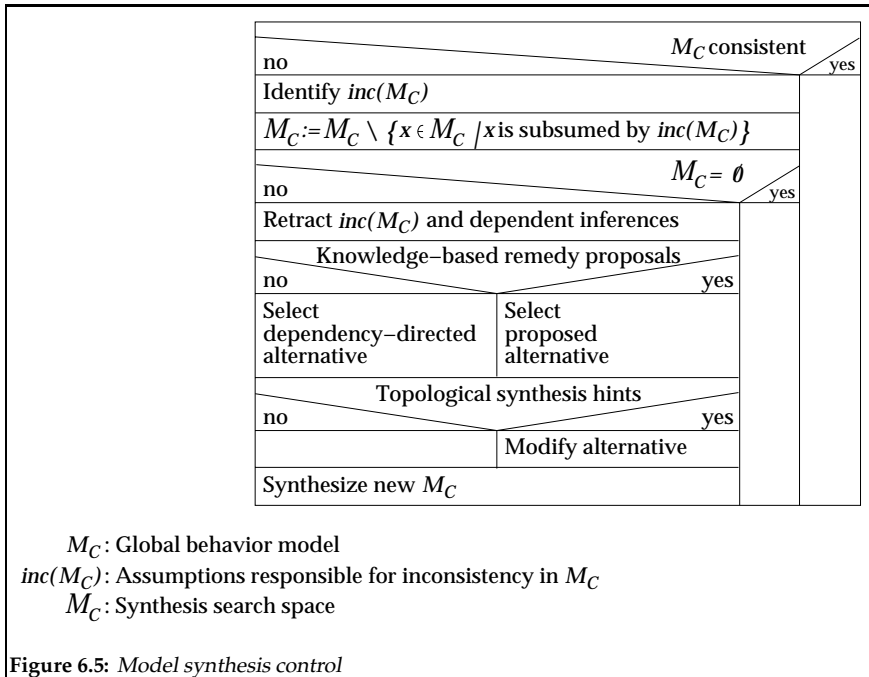 M_C consistent
no
yes
Identify inc(M_C)
M_C := M_C \ {x ∈ M_C | x is subsumed by inc(M_C)}
M_C = ∅
no
yes
Retract inc(M_C) and dependent inferences
Knowledge–based remedy proposals
no
yes
Select
dependency–directed
alternative
Select
proposed
alternative
Topological synthesis hints
no
yes
Modify alternative
Synthesize new M_C
M_C: Global behavior model
inc(M_C): Assumptions responsible for inconsistency in M_C
M_C: Synthesis search space
Figure 6.5: Model synthesis control